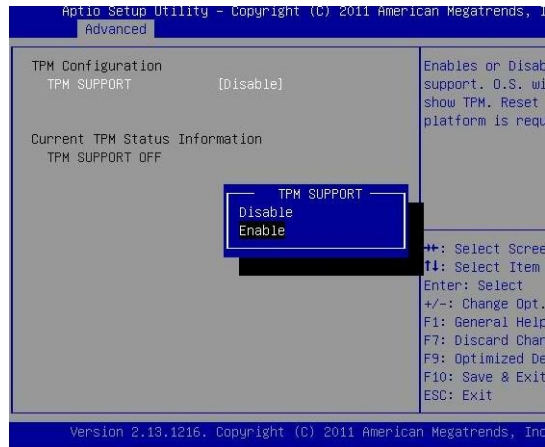 Aptio Setup Utility – Copyright (C) 2011 American Megatrends,
Advanced
TPM Configuration
TPM SUPPORT [Disable]
Current TPM Status Information
TPM SUPPORT OFF
TPM SUPPORT
Disable
Enable
Enables or Disab
support. O.S. wi
show TPM. Reset
platform is requ
: Select Scree
↑↓: Select Item
Enter: Select
+/-: Change Opt.
F1: General Help
F7: Discard Chan
F9: Optimized De
F10: Save & Exit
ESC: Exit
Version 2.13.1216. Copyright (C) 2011 American Megatrends, Inc